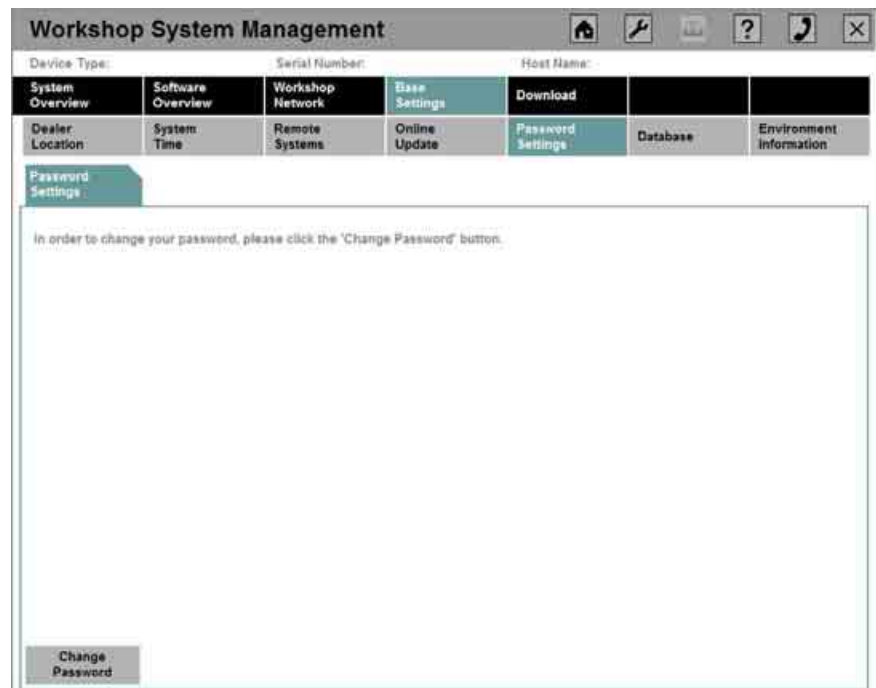 Workshop System Management
?
Device Type: Serial Number: Host Name:
System Overview
Software Overview
Workshop Network
Base Settings
Download
Dealer Location
System Time
Remote Systems
Online Update
Password Settings
Database
Environment Information
Password Settings
In order to change your password, please click the 'Change Password' button.
Change
Password